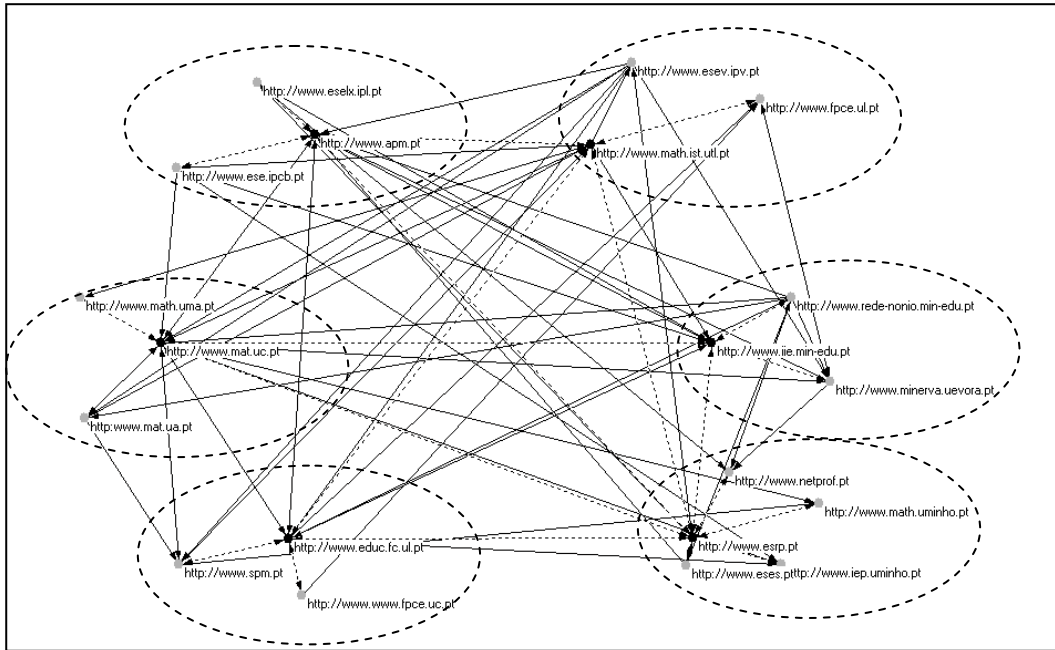 http://www.esev.ipv.pt
http://www.eselx.ipl.pt
http://www.fpce.ul.pt
http://www.apm.pt
http://www.math.ist.utl.pt
http://www.ese.ipcb.pt
http://www.math.uma.pt
http://www.rede-nonio.min-edu.pt
http://www.mat.uc.pt
http://www.iie.min-edu.pt
http://www.minerva.uevora.pt
http:www.mat.ua.pt
http://www.netprof.pt
http://www.math.uminho.pt
http://www.educ.fc.ul.pt
http://www.esrp.pt
http://www.spm.pt
http://www.eses.pt
http://www.iep.uminho.pt
http://www.www.fpce.uc.pt